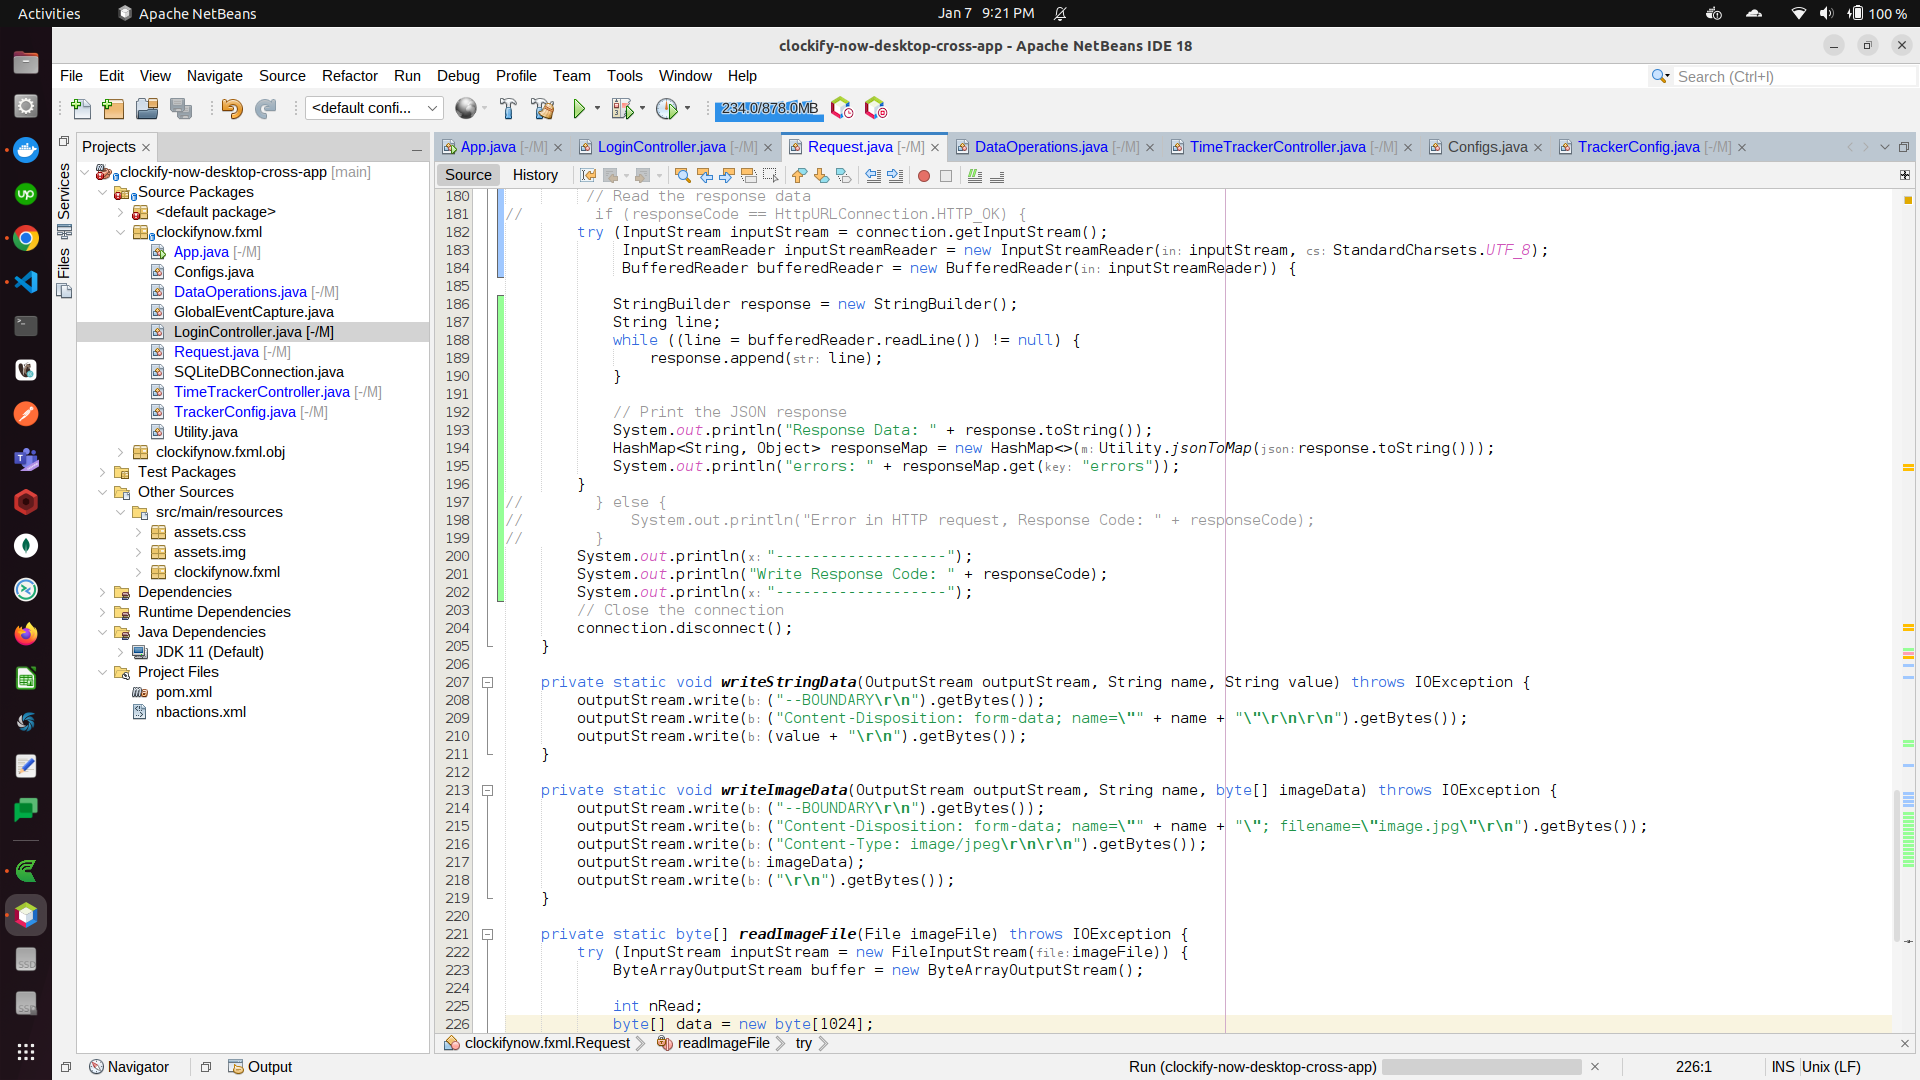 Activities
Apache NetBeans
Jan 7 9:21 PM
100 %
clockify-now-desktop-cross-app - Apache NetBeans IDE 18
File Edit View Navigate Source Refactor Run Debug Profile Team Tools Window Help
Search (Ctrl+I)
<default confi...
234.0/878.0MB
Services
Files
Projects
clockify-now-desktop-cross-app [main]
Source Packages
<default package>
clockifynow.fxml
App.java [-/M]
Configs.java
DataOperations.java [-/M]
GlobalEventCapture.java
LoginController.java [-/M]
Request.java [-/M]
SQLiteDBConnection.java
TimeTrackerController.java [-/M]
TrackerConfig.java [-/M]
Utility.java
clockifynow.fxml.obj
Test Packages
Other Sources
src/main/resources
assets.css
assets.img
clockifynow.fxml
Dependencies
Runtime Dependencies
Java Dependencies
JDK 11 (Default)
Project Files
pom.xml
nbactions.xml
App.java [-/M] LoginController.java [-/M] Request.java [-/M] DataOperations.java [-/M] TimeTrackerController.java [-/M] Configs.java TrackerConfig.java [-/M]
Source History
180 // Read the response data
181 // if (responseCode == HttpURLConnection.HTTP_OK) {
182 try (InputStream inputStream = connection.getInputStream();
183 InputStreamReader inputStreamReader = new InputStreamReader(in: inputStream, cs: StandardCharsets.UTF_8);
184 BufferedReader bufferedReader = new BufferedReader(in: inputStreamReader)) {
185
186 StringBuilder response = new StringBuilder();
187 String line;
188 while ((line = bufferedReader.readLine()) != null) {
189 response.append(str: line);
190 }
191
192 // Print the JSON response
193 System.out.println("Response Data: " + response.toString());
194 HashMap<String, Object> responseMap = new HashMap<>(m: Utility.jsonToMap(json:response.toString()));
195 System.out.println("errors: " + responseMap.get(key: "errors"));
196 }
197 // } else {
198 // System.out.println("Error in HTTP request, Response Code: " + responseCode);
199 // }
200 System.out.println(x: "-------------------");
201 System.out.println("Write Response Code: " + responseCode);
202 System.out.println(x: "-------------------");
203 // Close the connection
204 connection.disconnect();
205 }
206
207 private static void writeStringData(OutputStream outputStream, String name, String value) throws IOException {
208 outputStream.write(b: ("--BOUNDARY\r\n").getBytes());
209 outputStream.write(b: ("Content-Disposition: form-data; name=\"" + name + "\"\r\n\r\n").getBytes());
210 outputStream.write(b: (value + "\r\n").getBytes());
211 }
212
213 private static void writeImageData(OutputStream outputStream, String name, byte[] imageData) throws IOException {
214 outputStream.write(b: ("--BOUNDARY\r\n").getBytes());
215 outputStream.write(b: ("Content-Disposition: form-data; name=\"" + name + "\"; filename=\"image.jpg\"\r\n").getBytes());
216 outputStream.write(b: ("Content-Type: image/jpeg\r\n\r\n").getBytes());
217 outputStream.write(b: imageData);
218 outputStream.write(b: ("\r\n").getBytes());
219 }
220
221 private static byte[] readImageFile(File imageFile) throws IOException {
222 try (InputStream inputStream = new FileInputStream(file:imageFile)) {
223 ByteArrayOutputStream buffer = new ByteArrayOutputStream();
224
225 int nRead;
226 byte[] data = new byte[1024];
clockifynow.fxml.Request readImageFile try
Navigator Output
Run (clockify-now-desktop-cross-app)
226:1 INS Unix (LF)